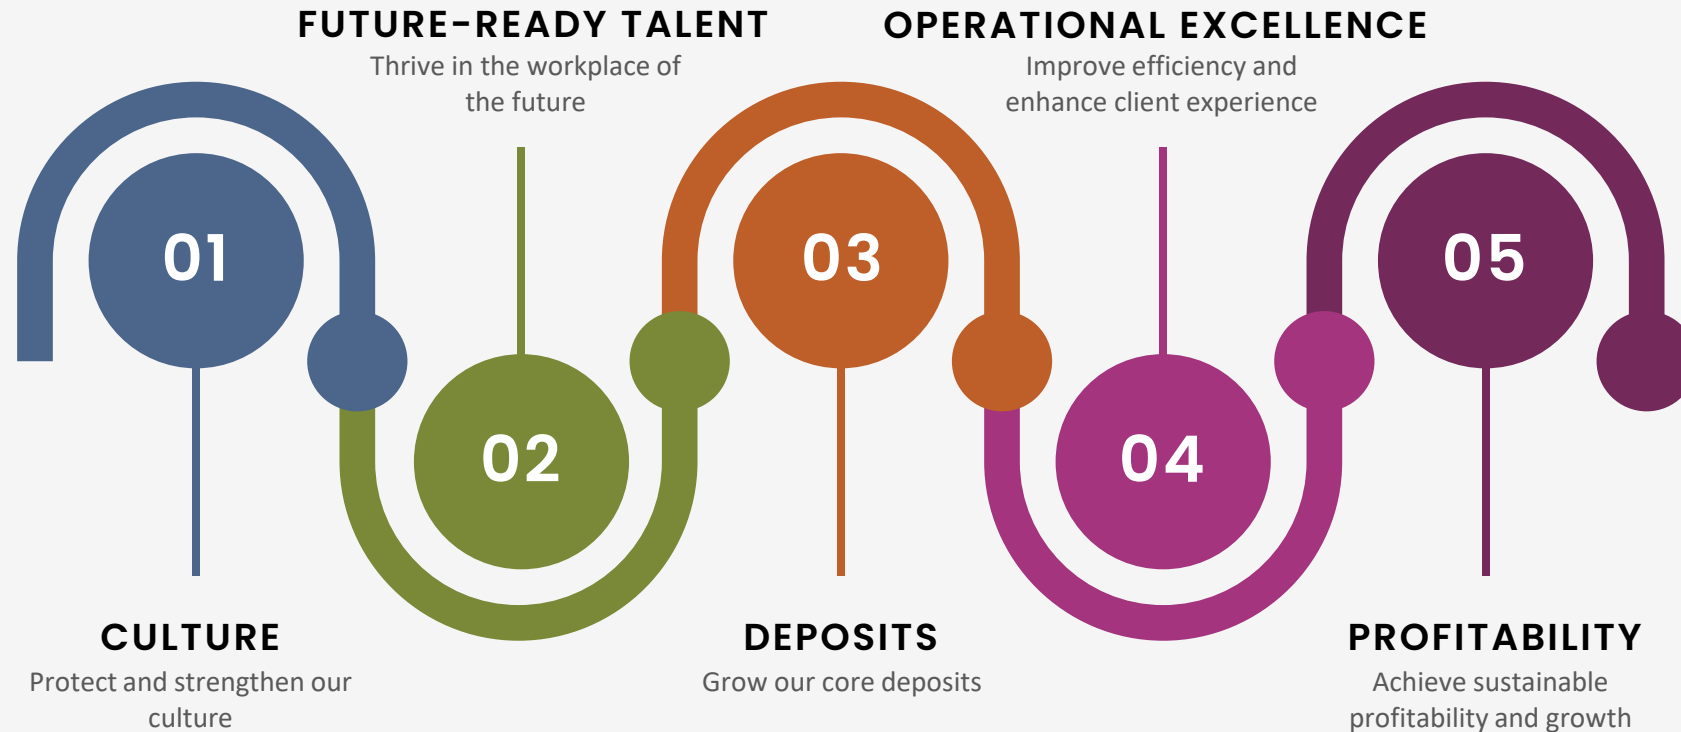 FUTURE-READY TALENT
Thrive in the workplace of
the future
OPERATIONAL EXCELLENCE
Improve efficiency and
enhance client experience
01
02
03
04
05
CULTURE
Protect and strengthen our
culture
DEPOSITS
Grow our core deposits
PROFITABILITY
Achieve sustainable
profitability and growth